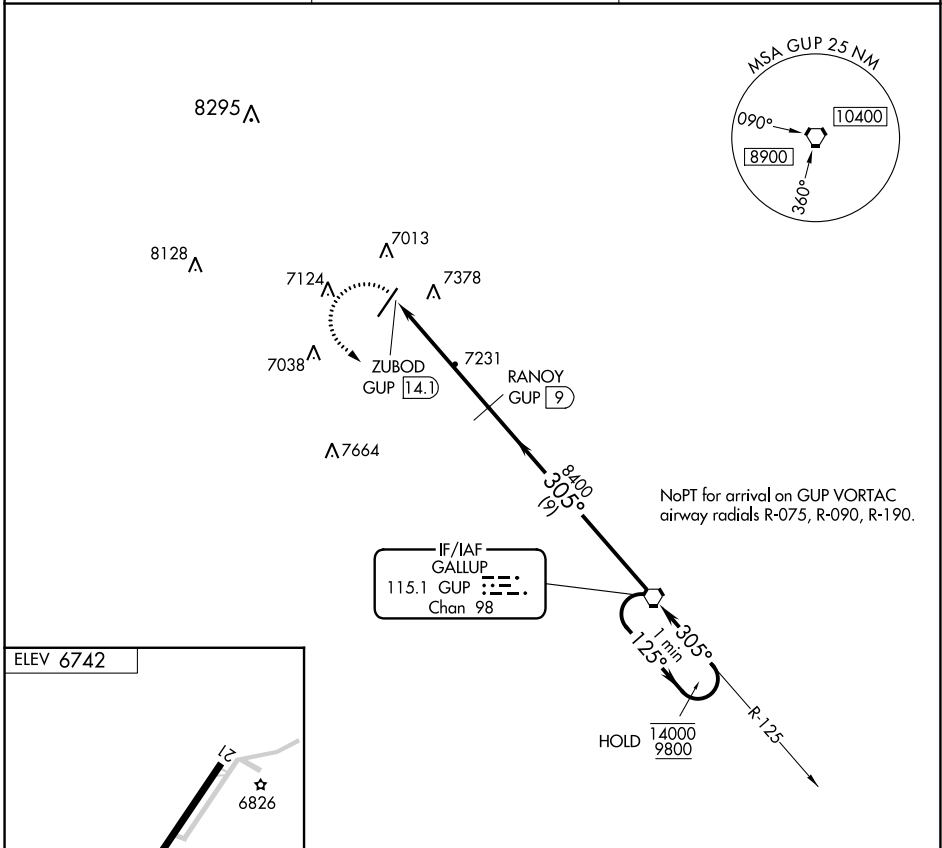 MSA GUP 25 NM
090°
10400
8900
360°
8295
8128
7013
7124
7378
7038
ZUBOD
GUP 14.1
7231
RANOY
GUP 9
7664
8400
305°
(9)
NoPT for arrival on GUP VORTAC
airway radials R-075, R-090, R-190.
IF/IAF
GALLUP
115.1 GUP
Chan 98
305°
1 min
125°
HOLD
14000
9800
R-125
ELEV 6742
21
6826